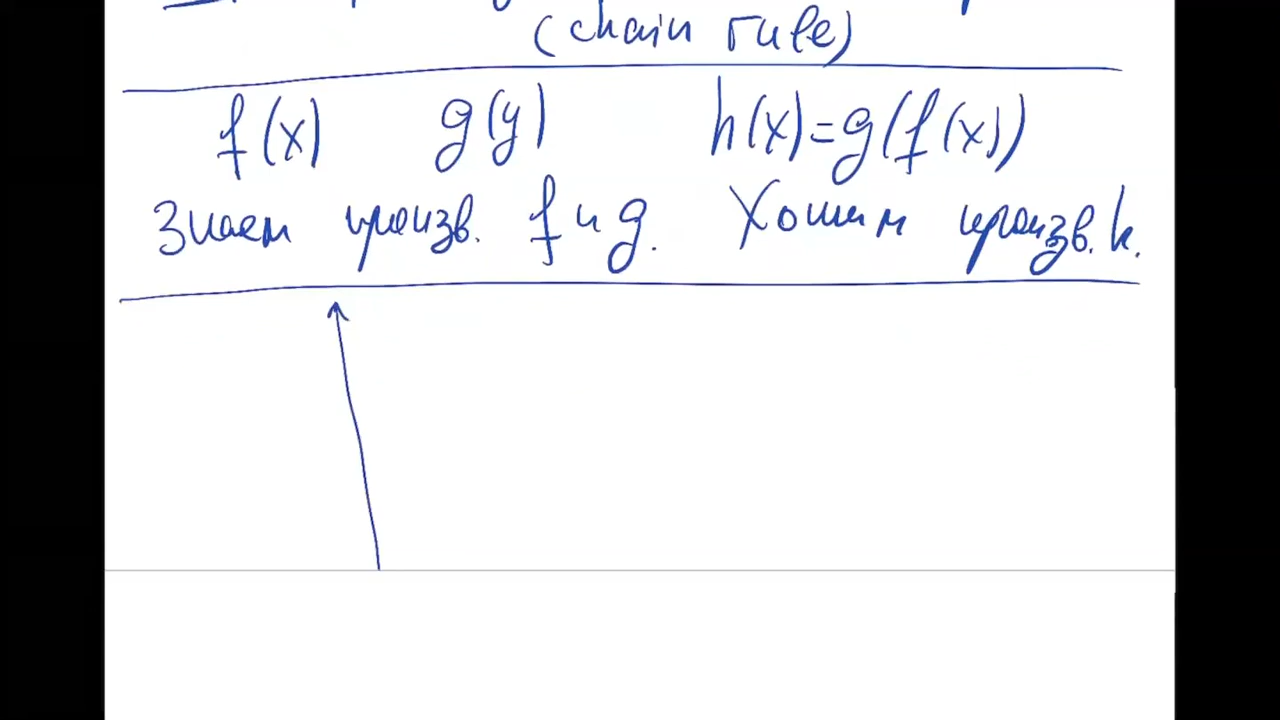 (chain rule)
f(x) g(y) h(x)=g(f(x))
Знаем произв. f и g. Хотим произв. h.